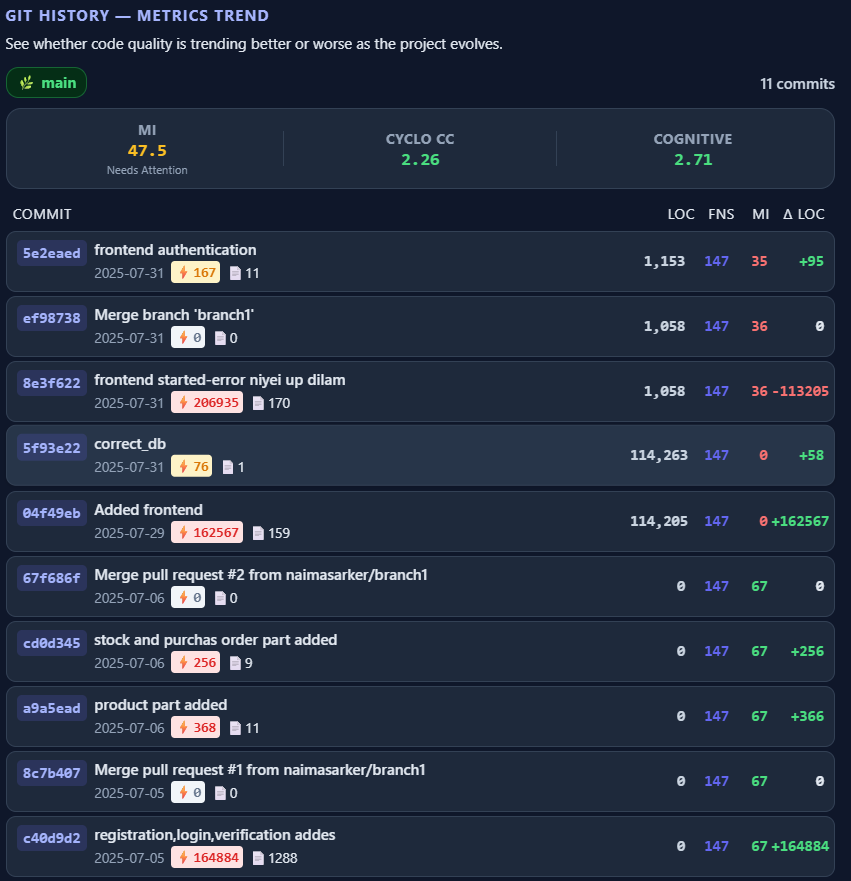 GIT HISTORY — METRICS TREND
See whether code quality is trending better or worse as the project evolves.
main
11 commits
MI
47.5
Needs Attention
CYCLO CC
2.26
COGNITIVE
2.71
COMMIT LOC FNS MI Δ LOC
5e2eaed frontend authentication
2025-07-31 167 11
1,153 147 35 +95
ef98738 Merge branch 'branch1'
2025-07-31 0 0
1,058 147 36 0
8e3f622 frontend started-error niyei up dilam
2025-07-31 206935 170
1,058 147 36 -113205
5f93e22 correct_db
2025-07-31 76 1
114,263 147 0 +58
04f49eb Added frontend
2025-07-29 162567 159
114,205 147 0 +162567
67f686f Merge pull request #2 from naimasarker/branch1
2025-07-06 0 0
0 147 67 0
cd0d345 stock and purchas order part added
2025-07-06 256 9
0 147 67 +256
a9a5ead product part added
2025-07-06 368 11
0 147 67 +366
8c7b407 Merge pull request #1 from naimasarker/branch1
2025-07-05 0 0
0 147 67 0
c40d9d2 registration,login,verification addes
2025-07-05 164884 1288
0 147 67 +164884